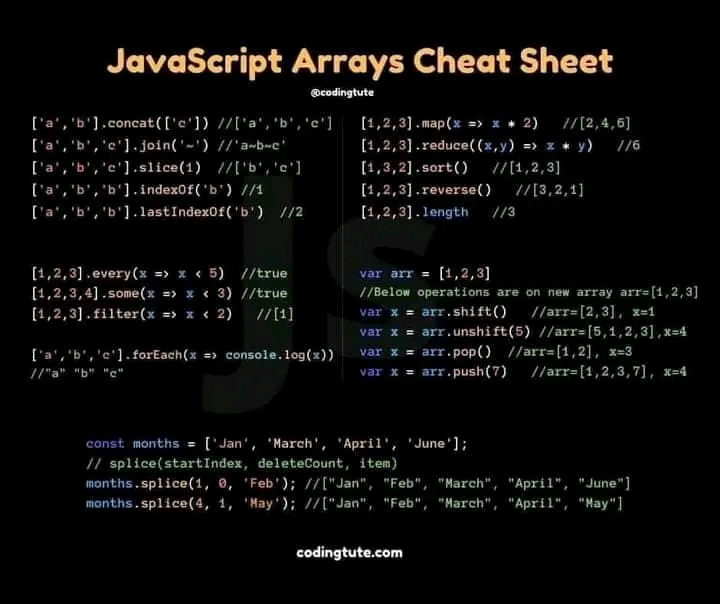 JavaScript Arrays Cheat Sheet
@codingtute
['a','b'].concat(['c']) //['a','b','c']
['a','b','c'].join('~') //'a~b~c'
['a','b','c'].slice(1) //['b','c']
['a','b','b'].indexOf('b') //1
['a','b','b'].lastIndexOf('b') //2
[1,2,3].map(x => x * 2) //[2,4,6]
[1,2,3].reduce((x,y) => x * y) //6
[1,3,2].sort() //[1,2,3]
[1,2,3].reverse() //[3,2,1]
[1,2,3].length //3
[1,2,3].every(x => x < 5) //true
[1,2,3,4].some(x => x < 3) //true
[1,2,3].filter(x => x < 2) //[1]
['a','b','c'].forEach(x => console.log(x))
//"a" "b" "c"
var arr = [1,2,3]
//Below operations are on new array arr=[1,2,3]
var x = arr.shift() //arr=[2,3], x=1
var x = arr.unshift(5) //arr=[5,1,2,3],x=4
var x = arr.pop() //arr=[1,2], x=3
var x = arr.push(7) //arr=[1,2,3,7], x=4
Js
const months = ['Jan', 'March', 'April', 'June'];
// splice(startIndex, deleteCount, item)
months.splice(1, 0, 'Feb'); //["Jan", "Feb", "March", "April", "June"]
months.splice(4, 1, 'May'); //["Jan", "Feb", "March", "April", "May"]
codingtute.com